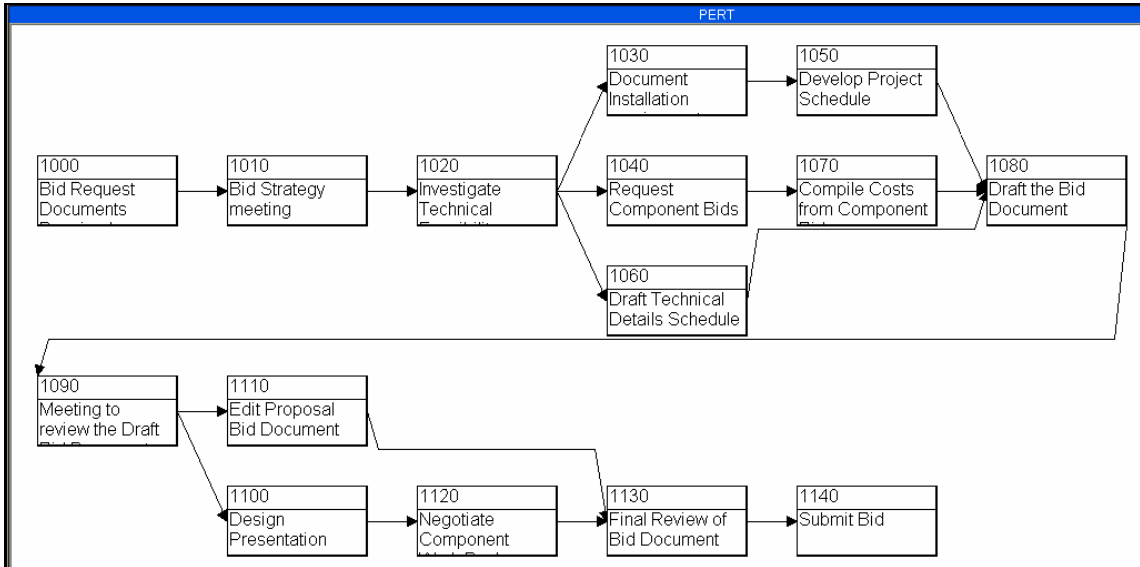 PERT
1030
Document
Installation
1050
Develop Project
Schedule
1000
Bid Request
Documents
1010
Bid Strategy
meeting
1020
Investigate
Technical
1040
Request
Component Bids
1070
Compile Costs
from Component
1080
Draft the Bid
Document
1060
Draft Technical
Details Schedule
1090
Meeting to
review the Draft
1110
Edit Proposal
Bid Document
1100
Design
Presentation
1120
Negotiate
Component
1130
Final Review of
Bid Document
1140
Submit Bid